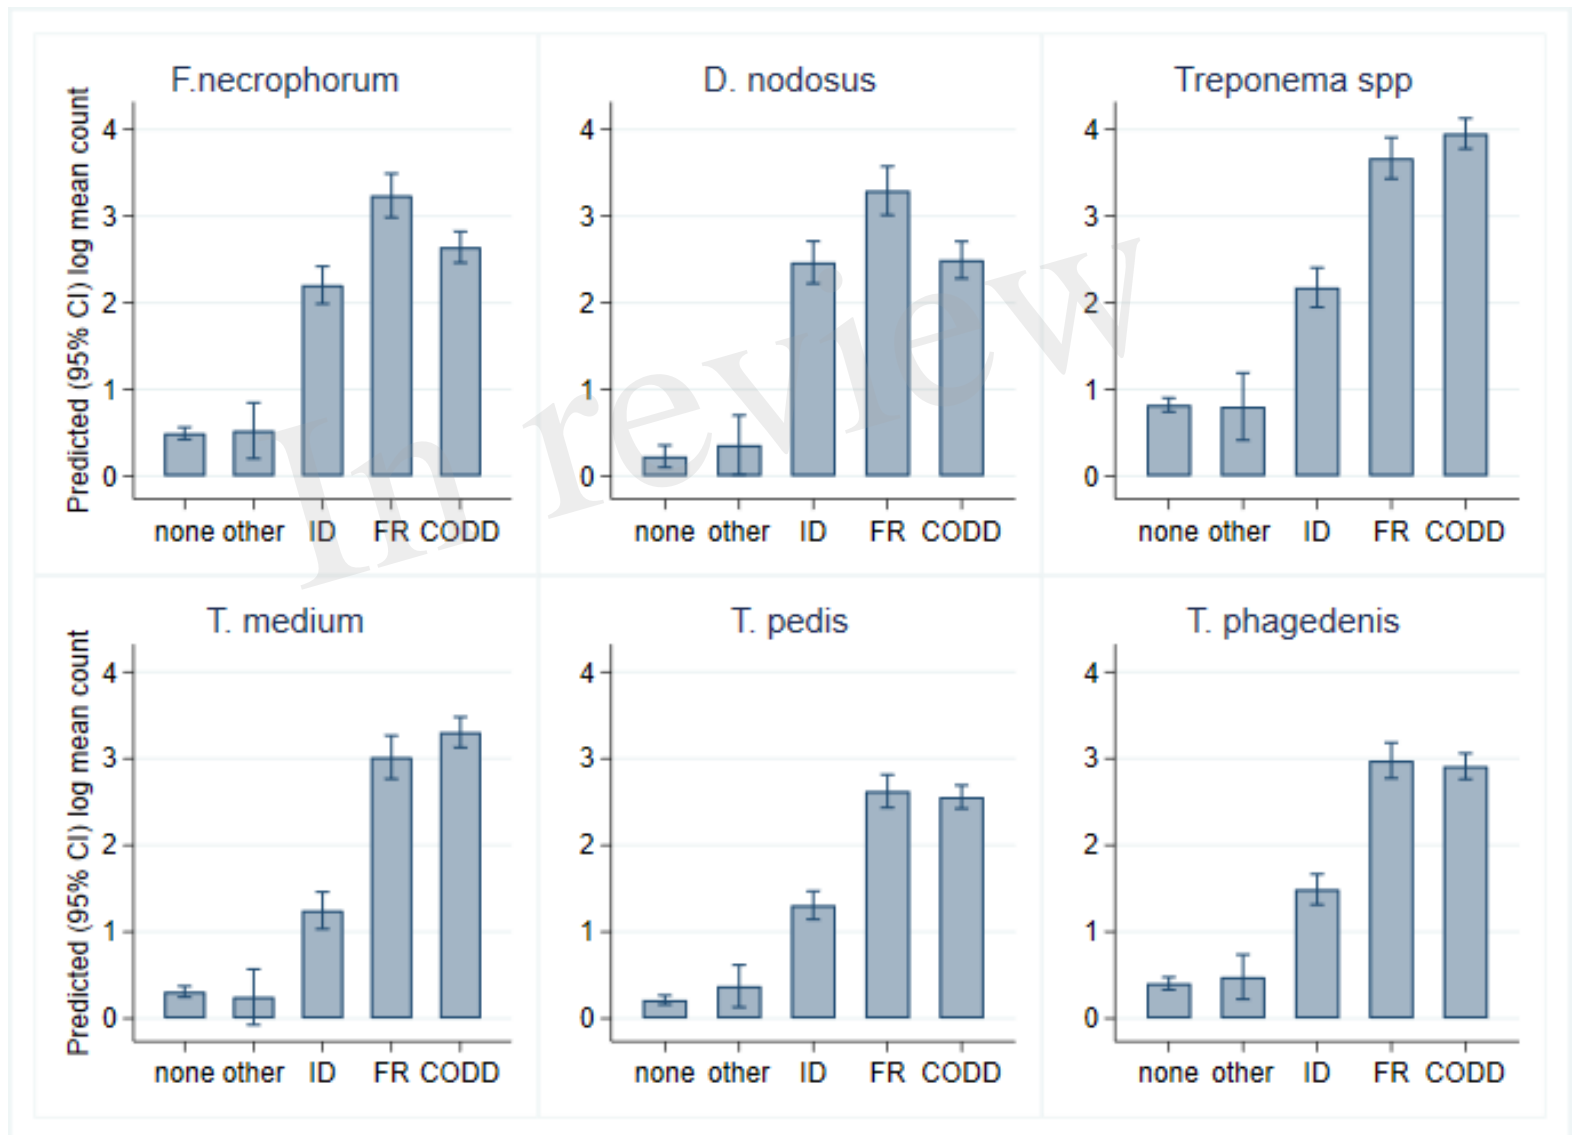 F.necrophorum
Predicted (95% CI) log mean count
4
3
2
1
0
none other ID FR CODD
D. nodosus
4
3
2
1
0
none other ID FR CODD
Treponema spp
4
3
2
1
0
none other ID FR CODD
In review
T. medium
Predicted (95% CI) log mean count
4
3
2
1
0
none other ID FR CODD
T. pedis
4
3
2
1
0
none other ID FR CODD
T. phagedenis
4
3
2
1
0
none other ID FR CODD